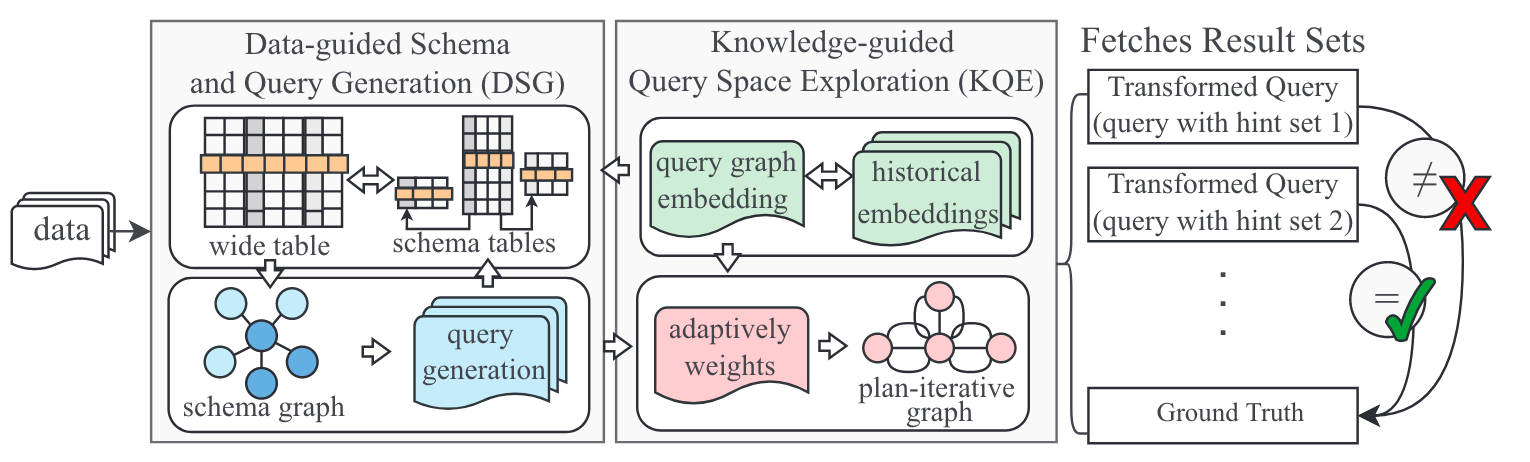 data
Data-guided Schema
and Query Generation (DSG)
wide table
schema tables
schema graph
query
generation
Knowledge-guided
Query Space Exploration (KQE)
query graph
embedding
historical
embeddings
adaptively
weights
plan-iterative
graph
Fetches Result Sets
Transformed Query
(query with hint set 1)
≠
X
Transformed Query
(query with hint set 2)
=
Ground Truth